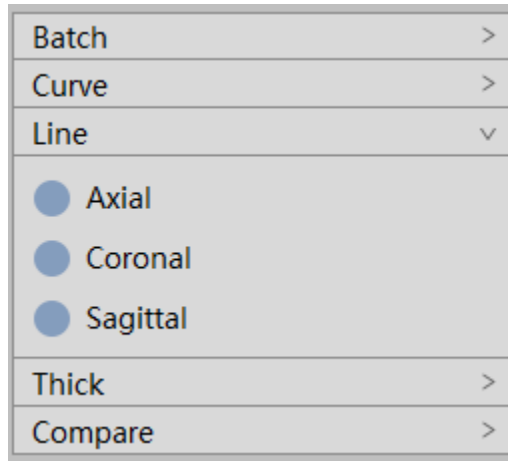 Batch
Curve
Line
Axial
Coronal
Sagittal
Thick
Compare